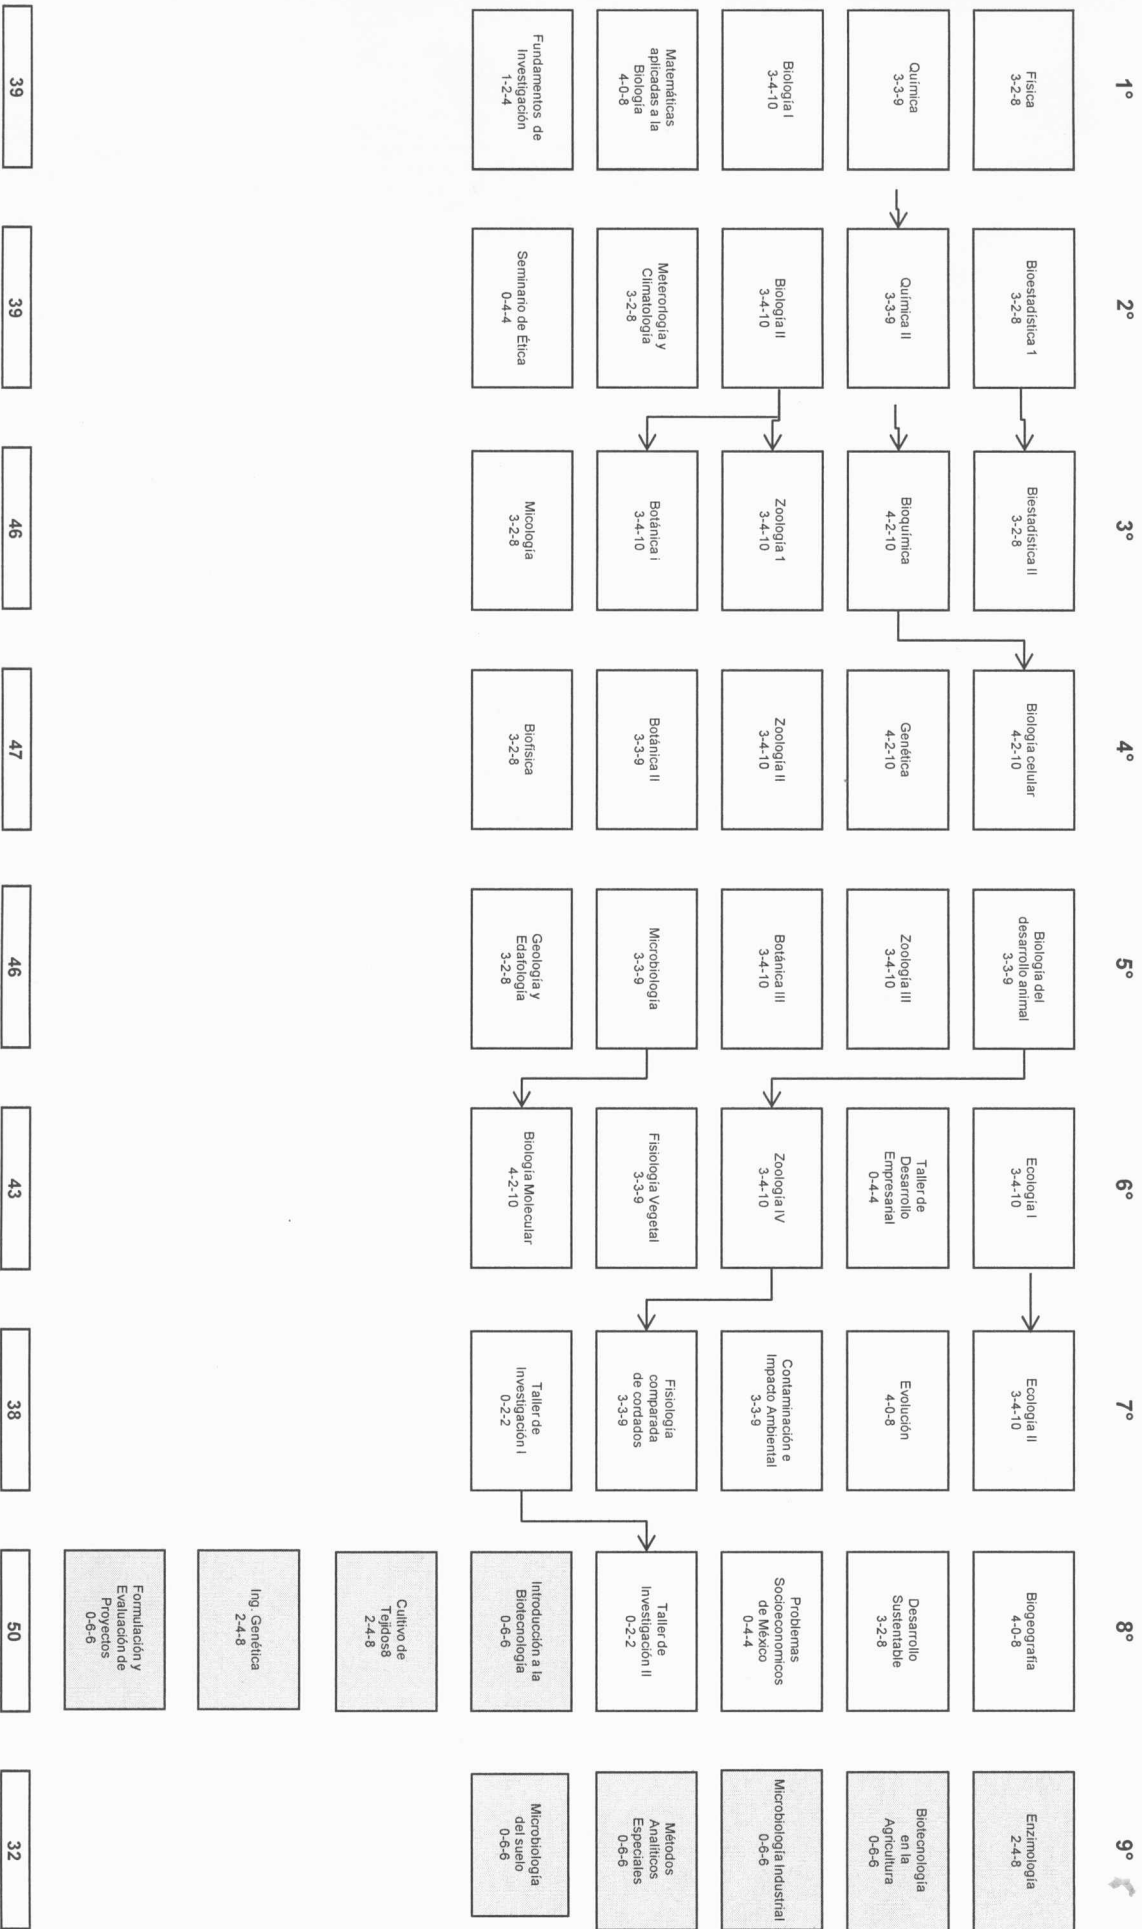 1°
Física
3-2-8
Química
3-3-9
Biología I
3-4-10
Matemáticas
aplicadas a la
Biología
4-0-8
Fundamentos de
Investigación
1-2-4
39
2°
Bioestadística 1
3-2-8
Química II
3-3-9
Biología II
3-4-10
Meterorlogía y
Climatología
3-2-8
Seminario de Ética
0-4-4
39
3°
Biestadística II
3-2-8
Bioquímica
4-2-10
Zoología 1
3-4-10
Botánica i
3-4-10
Micología
3-2-8
46
4°
Biología celular
4-2-10
Genética
4-2-10
Zoología II
3-4-10
Botánica II
3-3-9
Biofísica
3-2-8
47
5°
Biología del
desarrollo animal
3-3-9
Zoología III
3-4-10
Botánica III
3-4-10
Microbiología
3-3-9
Geología y
Edafología
3-2-8
46
6°
Ecología I
3-4-10
Taller de
Desarrollo
Empresarial
0-4-4
Zoología IV
3-4-10
Fisiología Vegetal
3-3-9
Biología Molecular
4-2-10
43
7°
Ecología II
3-4-10
Evolución
4-0-8
Contaminación e
Impacto Ambiental
3-3-9
Fisiología
comparada
de cordados
3-3-9
Taller de
Investigación I
0-2-2
38
8°
Biogeografía
4-0-8
Desarrollo
Sustentable
3-2-8
Problemas
Socioeconomicos
de México
0-4-4
Taller de
Investigación II
0-2-2
Introducción a la
Biotecnología
0-6-6
Cultivo de
Tejidos8
2-4-8
Ing. Genética
2-4-8
Formulación y
Evaluación de
Proyectos
0-6-6
50
9°
Enzimología
2-4-8
Biotecnología
en la
Agricultura
0-6-6
Microbiología Industrial
0-6-6
Métodos
Analíticos
Especiales
0-6-6
Microbiología
del suelo
0-6-6
32